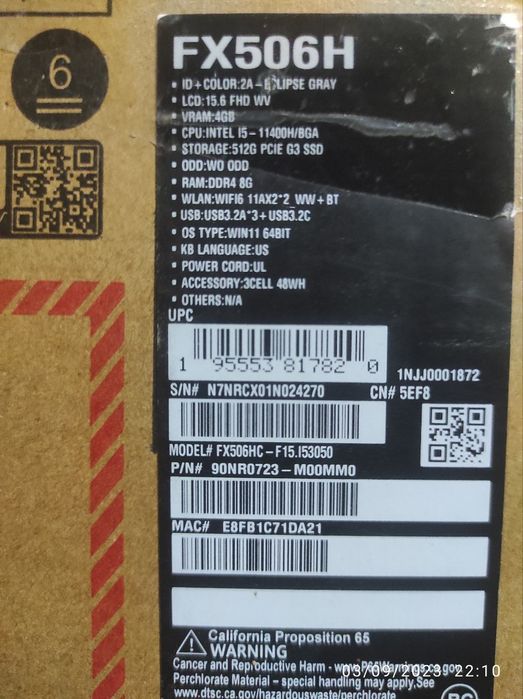 6
FX506H
• ID+COLOR:2A-ECLIPSE GRAY
• LCD:15.6 FHD WV
• VRAM:4GB
• CPU:INTEL I5-11400H/BGA
• STORAGE:512G PCIE G3 SSD
• ODD:WO ODD
• RAM:DDR4 8G
• WLAN:WIFI6 11AX2*2_WW+BT
• USB:USB3.2A*3+USB3.2C
• OS TYPE:WIN11 64BIT
• KB LANGUAGE:US
• POWER CORD:UL
• ACCESSORY:3CELL 48WH
• OTHERS:N/A
UPC
1 95553 81782 0
1NJJ0001872
S/N# N7NRCX01N024270 CN# 5EF8
MODEL# FX506HC-F15.I53050
P/N# 90NR0723-M00MM0
MAC# E8FB1C71DA21
California Proposition 65
WARNING
Cancer and Reproductive Harm - www.P65Warnings.ca.gov
03/09/2023 22:10
Perchlorate Material - special handling may apply.See
www.dtsc.ca.gov/hazardouswaste/perchlorate